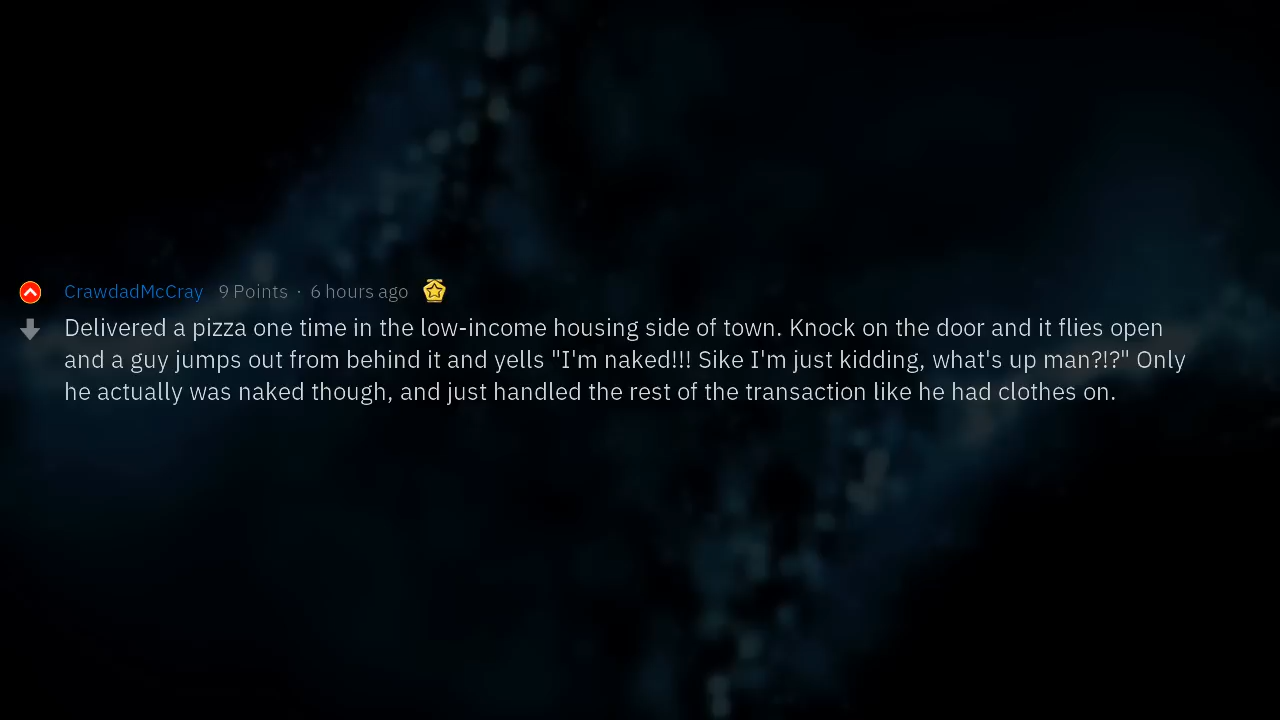 CrawdadMcCray 9 Points · 6 hours ago
Delivered a pizza one time in the low-income housing side of town. Knock on the door and it flies open
and a guy jumps out from behind it and yells "I'm naked!!! Sike I'm just kidding, what's up man?!?" Only
he actually was naked though, and just handled the rest of the transaction like he had clothes on.